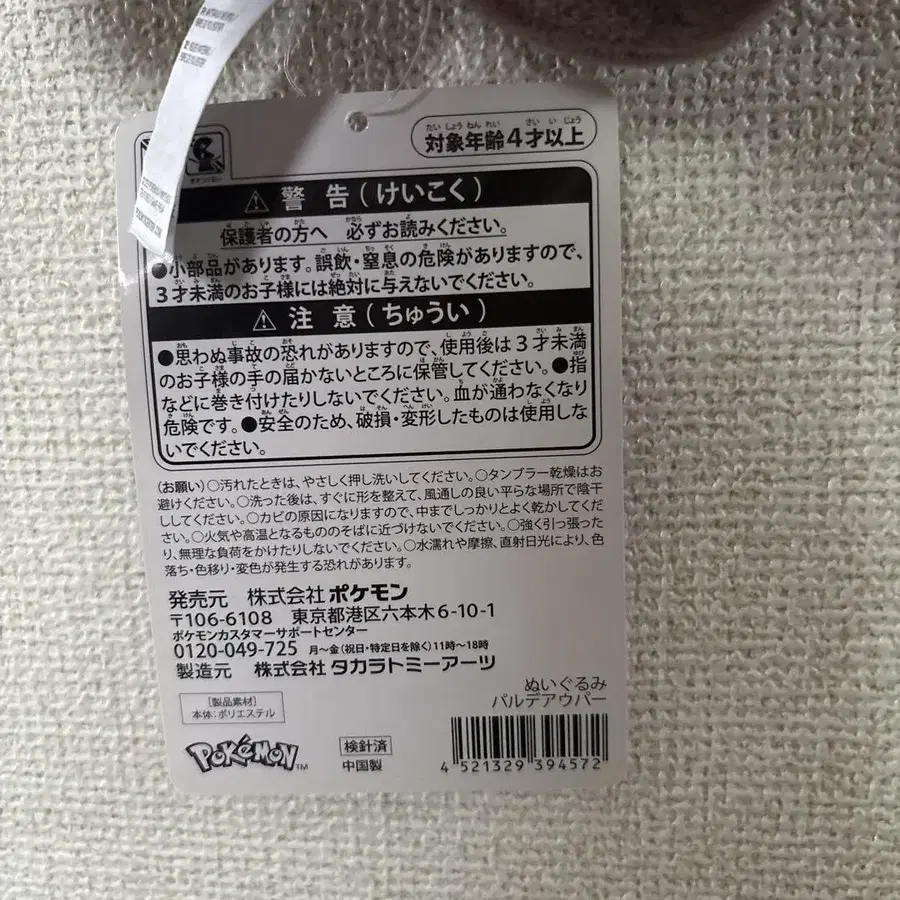 対象年齢4才以上
警告(けいこく)
保護者の方へ 必ずお読みください。
●小部品があります。誤飲・窒息の危険がありますので、
3才未満のお子様には絶対に与えないでください。
注意(ちゅうい)
●思わぬ事故の恐れがありますので、使用後は3才未満
のお子様の手の届かないところに保管してください。●指
などに巻き付けたりしないでください。血が通わなくなり
危険です。●安全のため、破損・変形したものは使用しな
いでください。
(お願い)○汚れたときは、やさしく押し洗いしてください。○タンブラー乾燥はお
避けください。○洗った後は、すぐに形を整えて、風通しの良い平らな場所で陰干
ししてください。○カビの原因になりますので、中までしっかりとよく乾かしてくだ
さい。○火気や高温となるもののそばに近づけないでください。○強く引っ張った
り、無理な負荷をかけたりしないでください。○水濡れや摩擦、直射日光により、色
落ち・色移り・変色が発生する恐れがあります。
発売元 株式会社ポケモン
〒106-6108 東京都港区六本木6-10-1
ポケモンカスタマーサポートセンター
0120-049-725 月～金(祝日・特定日を除く)11時～18時
製造元 株式会社タカラトミーアーツ
[製品素材]
本体:ポリエステル
ぬいぐるみ
パルデアウパー
POKéMON TM
検針済
中国製
4 521329 394572